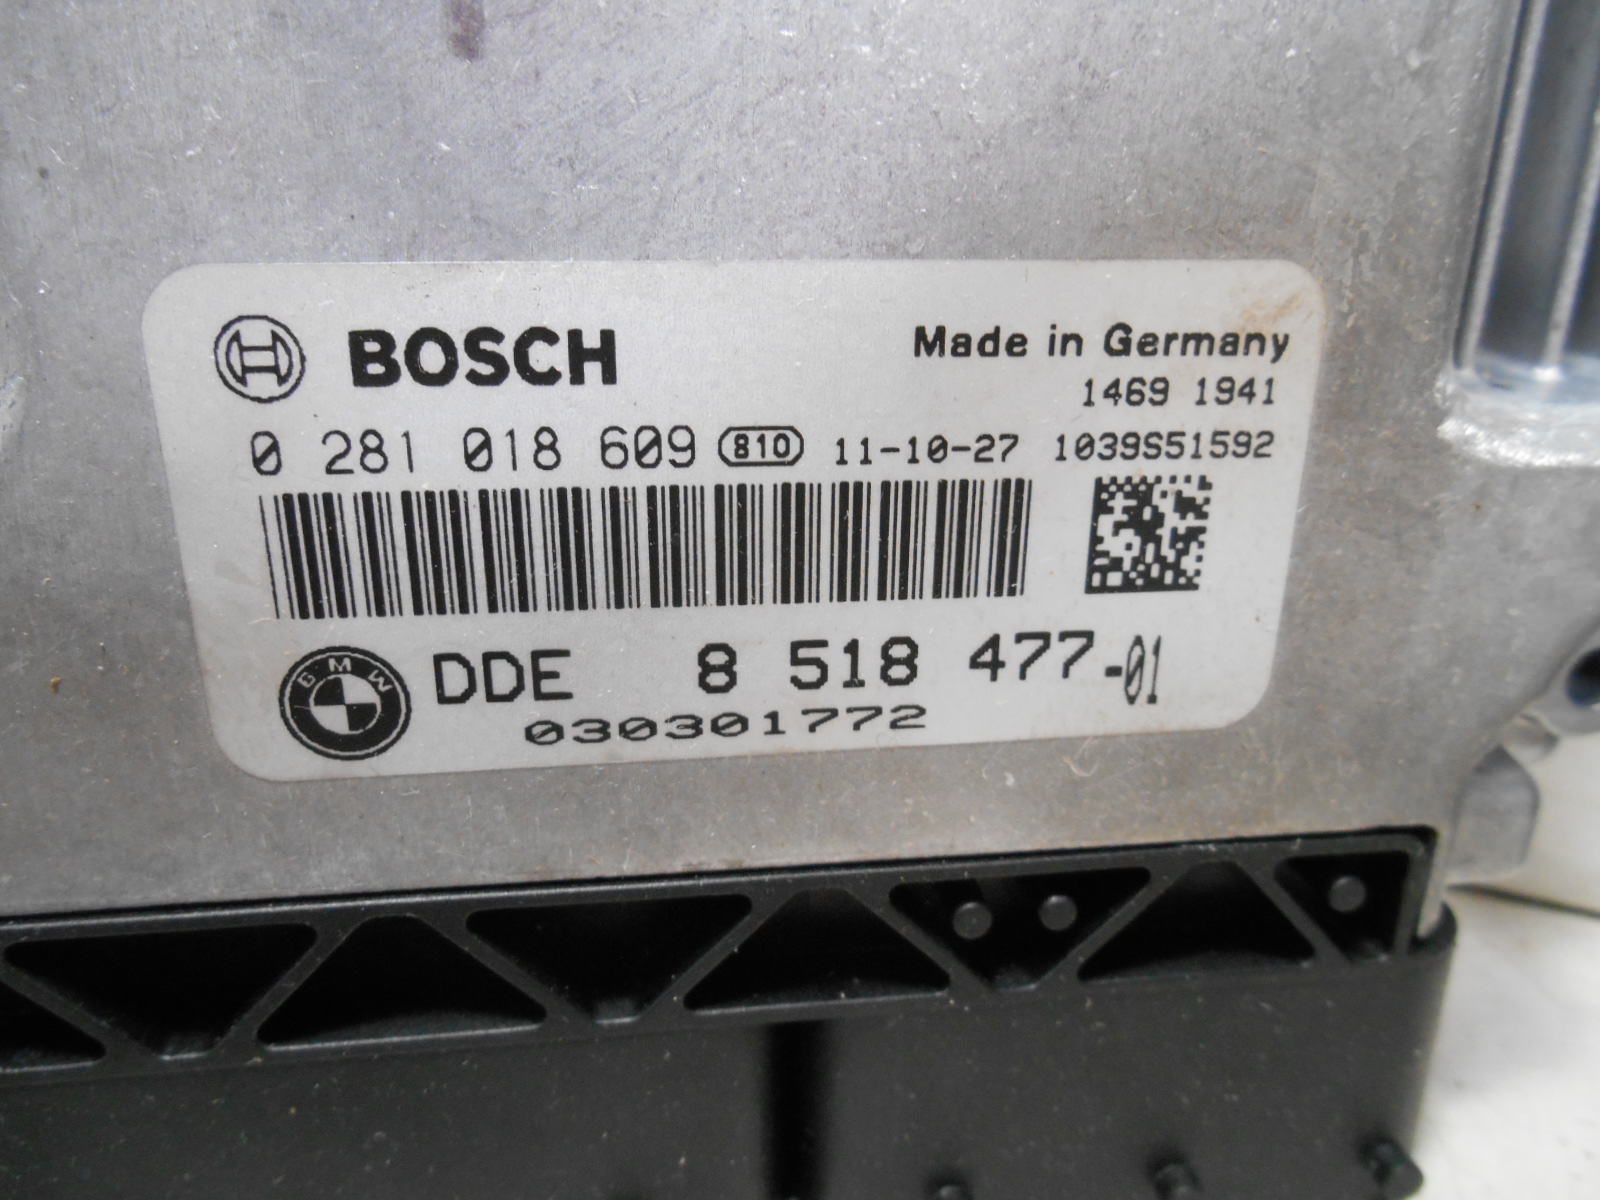 BOSCH
Made in Germany
1469 1941
0 281 018 609 810 11-10-27 1039S51592
BMW DDE 8 518 477-01
030301772